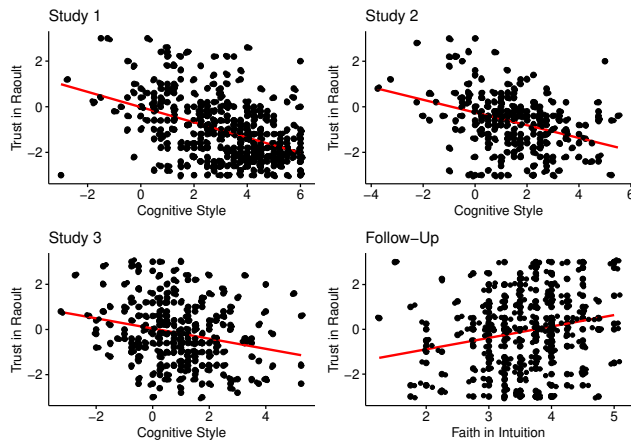 Study 1
Trust in Raoult
2
0
−2
−2 0 2 4 6
Cognitive Style
Study 2
Trust in Raoult
2
0
−2
−4 −2 0 2 4 6
Cognitive Style
Study 3
Trust in Raoult
2
0
−2
−2 0 2 4
Cognitive Style
Follow−Up
Trust in Raoult
2
0
−2
2 3 4 5
Faith in Intuition